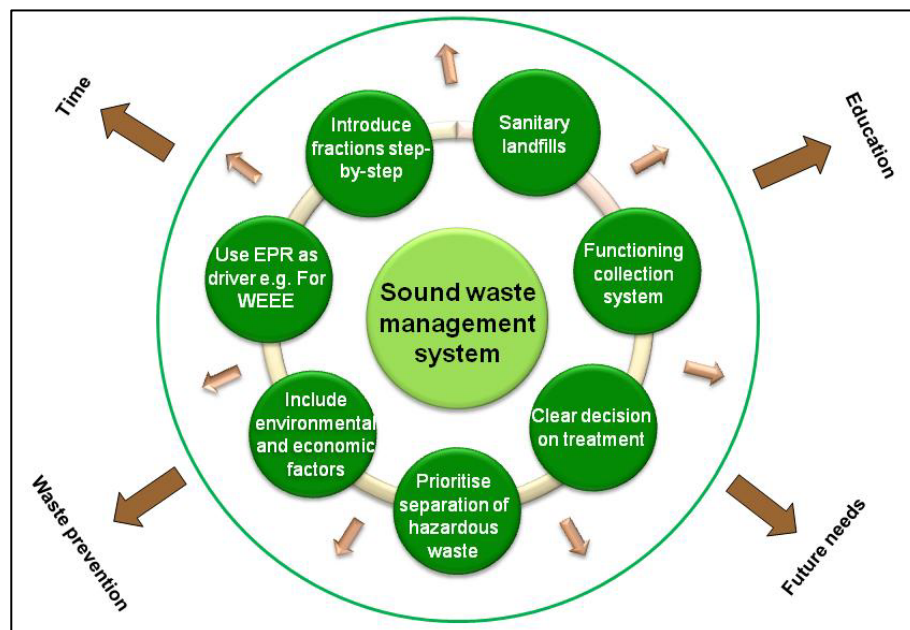 Time
Education
Introduce
fractions step-
by-step
Sanitary
landfills
Use EPR as
driver e.g. For
WEEE
Functioning
collection
system
Sound waste
management
system
Include
environmental
and economic
factors
Clear decision
on treatment
Prioritise
separation of
hazardous
waste
Waste prevention
Future needs